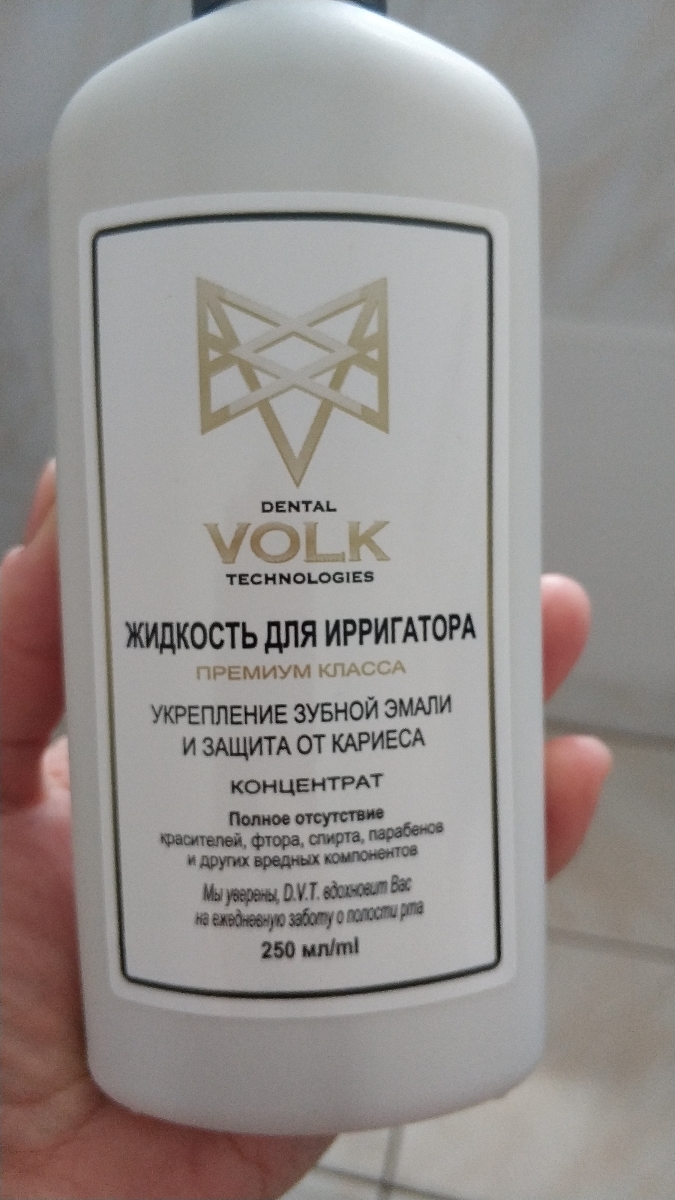 DENTAL
VOLK
TECHNOLOGIES
ЖИДКОСТЬ ДЛЯ ИРРИГАТОРА
ПРЕМИУМ КЛАССА
УКРЕПЛЕНИЕ ЗУБНОЙ ЭМАЛИ
И ЗАЩИТА ОТ КАРИЕСА
КОНЦЕНТРАТ
Полное отсутствие
красителей, фтора, спирта, парабенов
и других вредных компонентов
Мы уверены, D.V.T. вдохновит Вас
на ежедневную заботу о полости рта
250 мл/ml